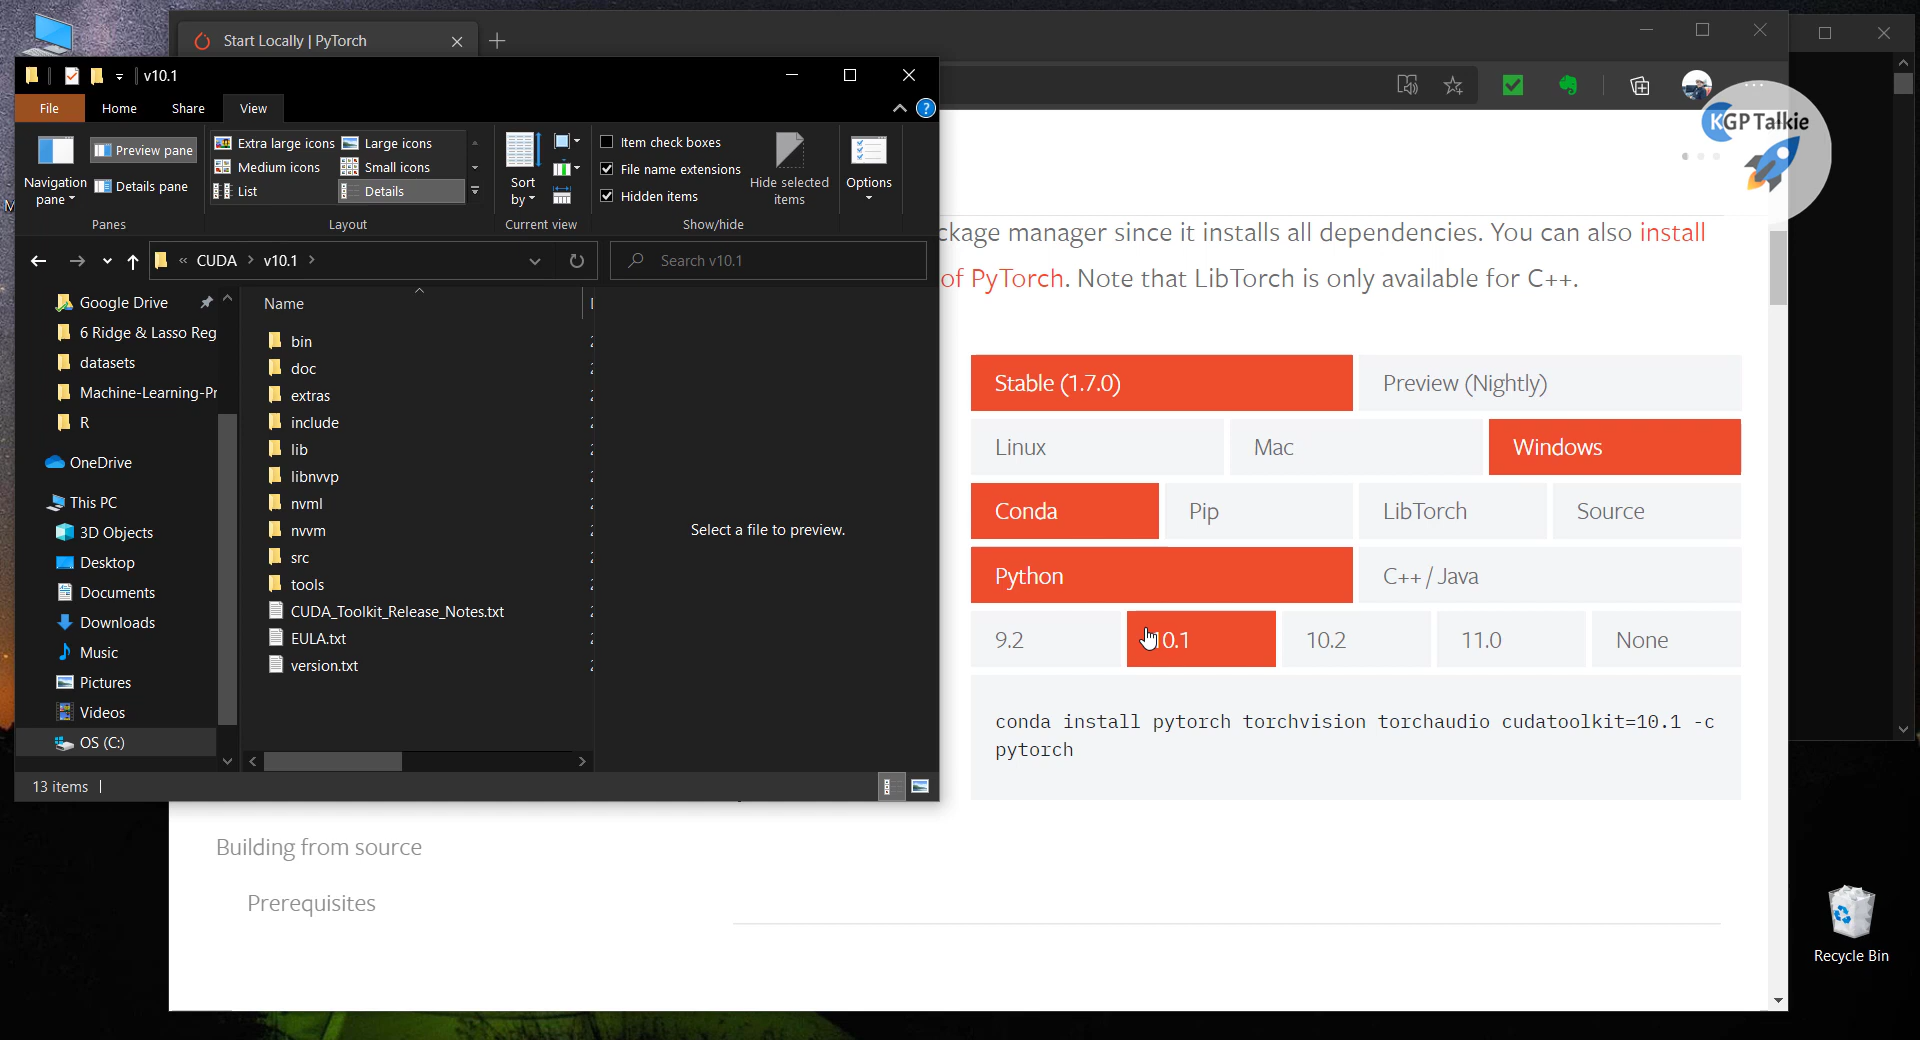 Start Locally | PyTorch
v10.1
File
Home
Share
View
Navigation pane
Preview pane
Details pane
Panes
Extra large icons
Large icons
Medium icons
Small icons
List
Details
Layout
Sort by
Current view
Item check boxes
File name extensions
Hidden items
Hide selected items
Show/hide
Options
« CUDA > v10.1 >
Search v10.1
Google Drive
6 Ridge & Lasso Reg
datasets
Machine-Learning-Pr
R
OneDrive
This PC
3D Objects
Desktop
Documents
Downloads
Music
Pictures
Videos
OS (C:)
Name
bin
doc
extras
include
lib
libnvvp
nvml
nvvm
src
tools
CUDA_Toolkit_Release_Notes.txt
EULA.txt
version.txt
Select a file to preview.
13 items
KGPTalkie
ckage manager since it installs all dependencies. You can also install
of PyTorch. Note that LibTorch is only available for C++.
Stable (1.7.0)
Preview (Nightly)
Linux
Mac
Windows
Conda
Pip
LibTorch
Source
Python
C++ / Java
9.2
10.1
10.2
11.0
None
conda install pytorch torchvision torchaudio cudatoolkit=10.1 -c
pytorch
Building from source
Prerequisites
Recycle Bin